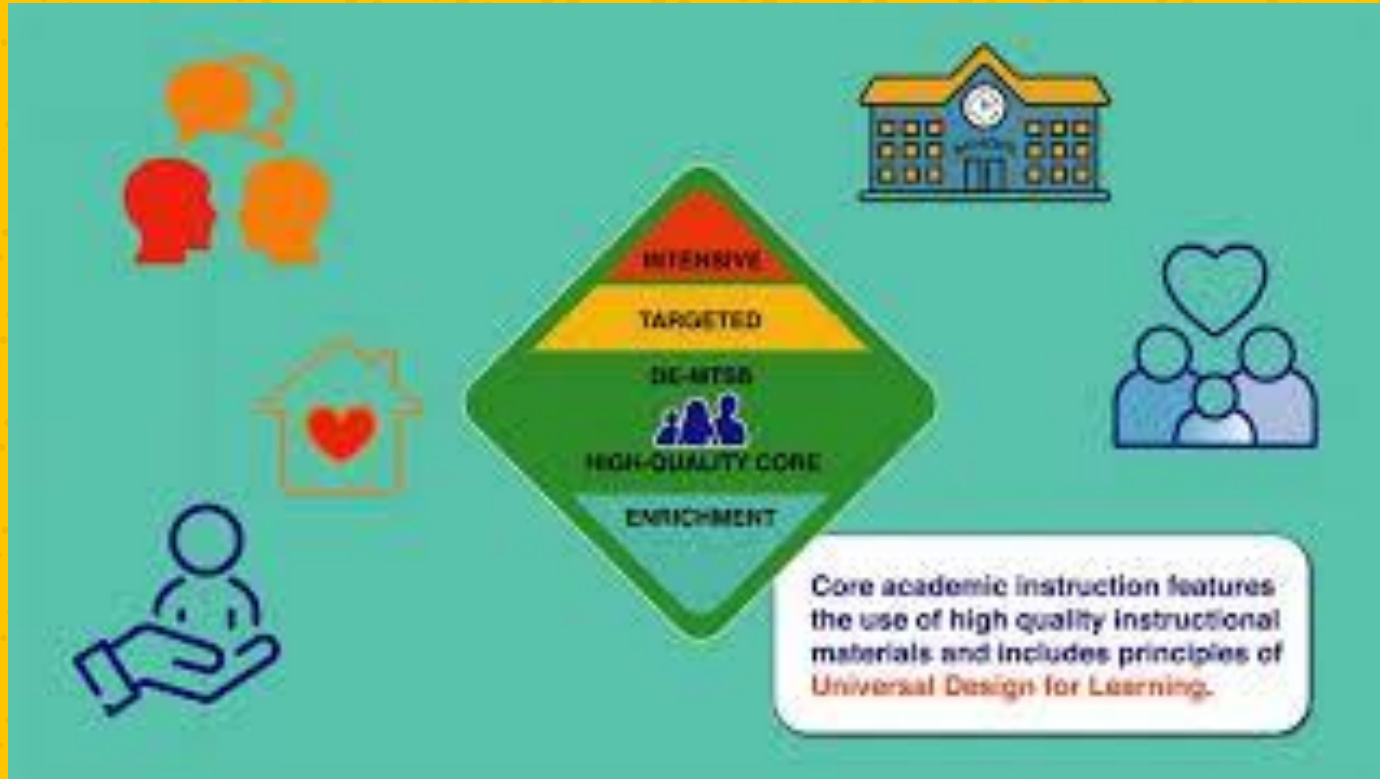 INTENSIVE
TARGETED
DE-MTSS
HIGH-QUALITY CORE
ENRICHMENT
Core academic instruction features
the use of high quality instructional
materials and includes principles of
Universal Design for Learning.